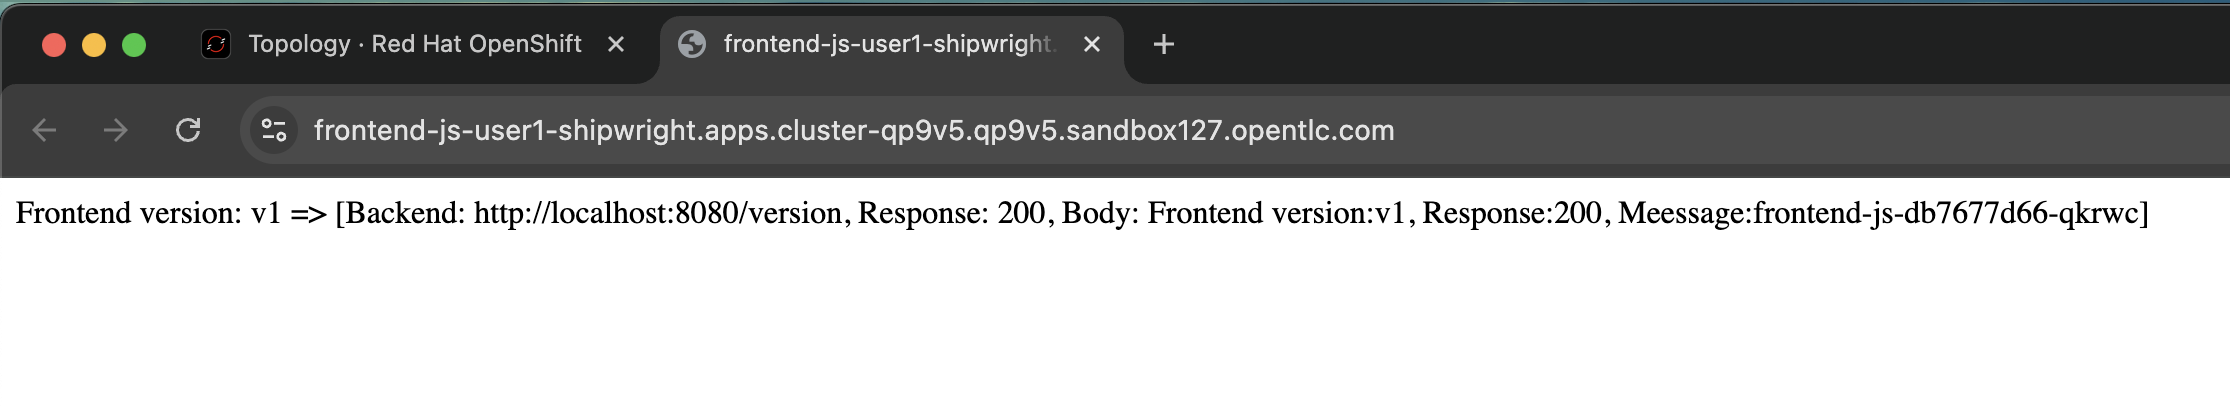 Topology · Red Hat OpenShift
frontend-js-user1-shipwright.
frontend-js-user1-shipwright.apps.cluster-qp9v5.qp9v5.sandbox127.opentlc.com
Frontend version: v1 => [Backend: http://localhost:8080/version, Response: 200, Body: Frontend version:v1, Response:200, Meessage:frontend-js-db7677d66-qkrwc]